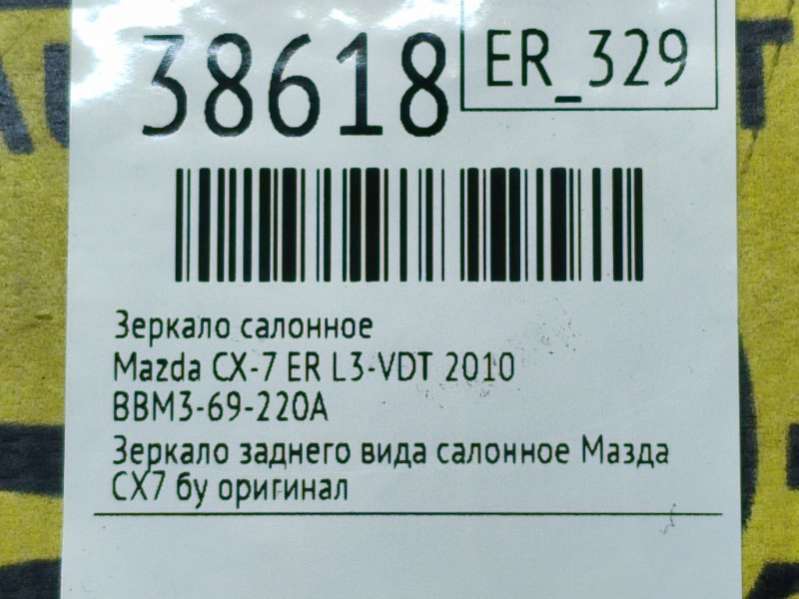 38618
ER_329
Зеркало салонное
Mazda CX-7 ER L3-VDT 2010
BBM3-69-220A
Зеркало заднего вида салонное Мазда
СХ7 бу оригинал